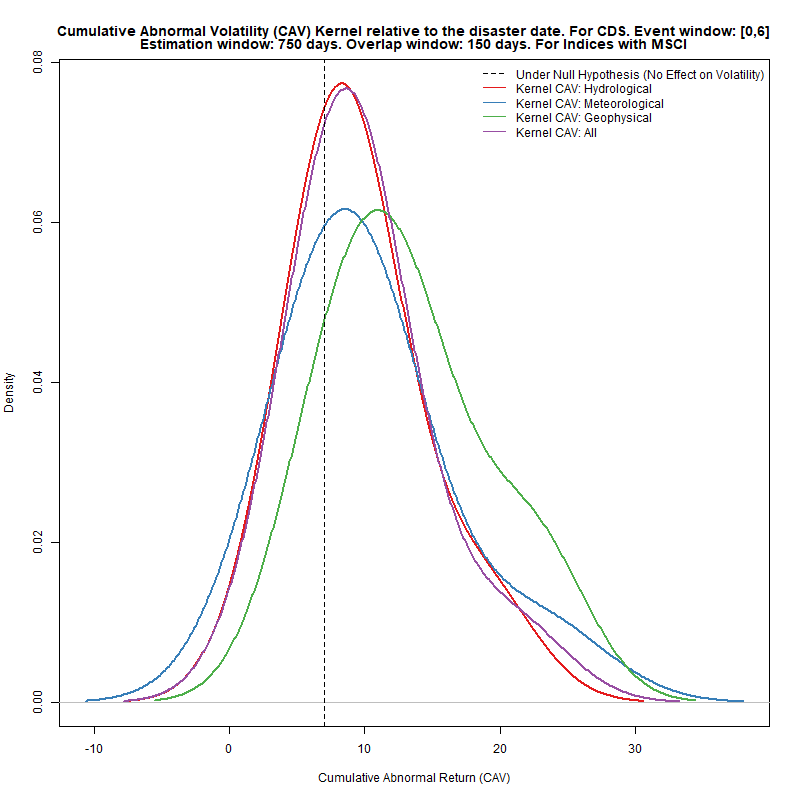 Cumulative Abnormal Volatility (CAV) Kernel relative to the disaster date. For CDS. Event window: [0,6]
Estimation window: 750 days. Overlap window: 150 days. For Indices with MSCI
Under Null Hypothesis (No Effect on Volatility)
Kernel CAV: Hydrological
Kernel CAV: Meteorological
Kernel CAV: Geophysical
Kernel CAV: All
Density
0.08
0.06
0.04
0.02
0.00
-10 0 10 20 30
Cumulative Abnormal Return (CAV)